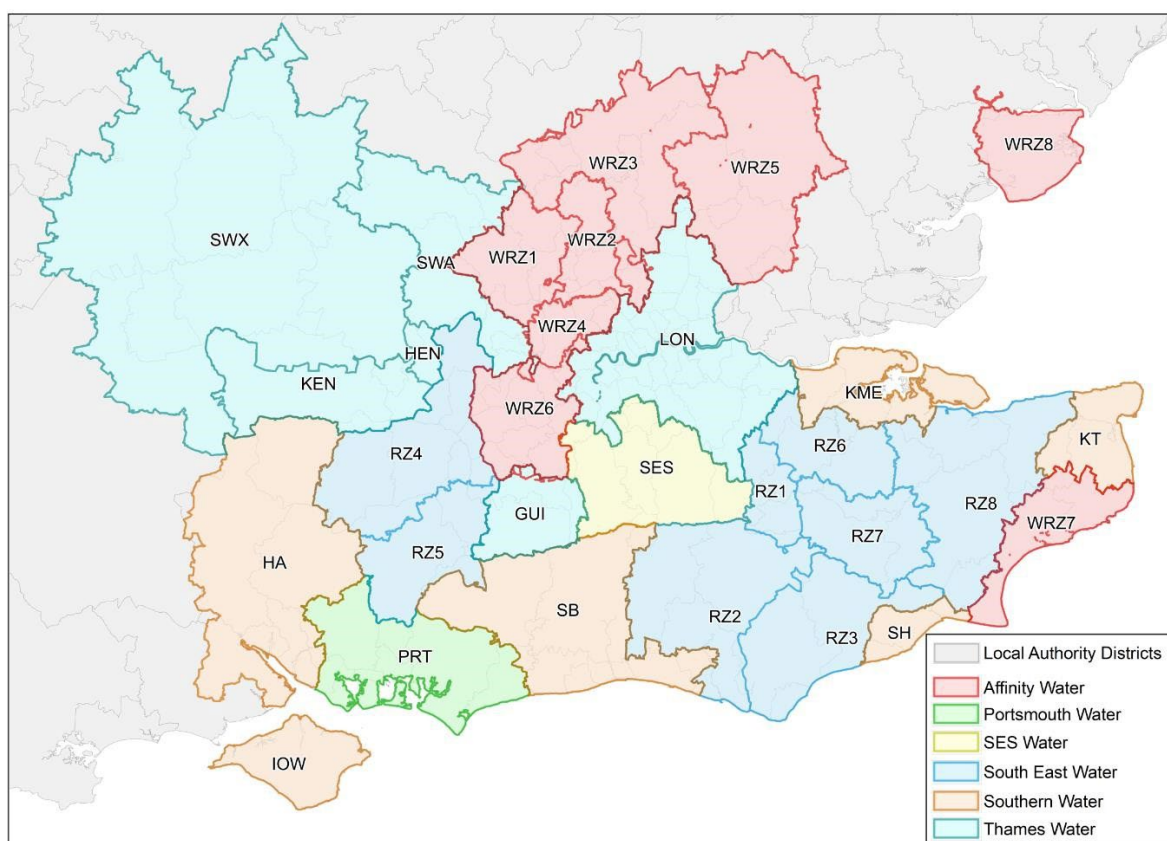 WRZ8
WRZ3
WRZ5
SWX
WRZ2
WRZ1
SWA
WRZ4
LON
HEN
KEN
KME
WRZ6
RZ4
RZ6
KT
SES
RZ1
RZ8
GUI
WRZ7
RZ5
RZ7
HA
SB
RZ2
RZ3
SH
PRT
IOW
Local Authority Districts
Affinity Water
Portsmouth Water
SES Water
South East Water
Southern Water
Thames Water